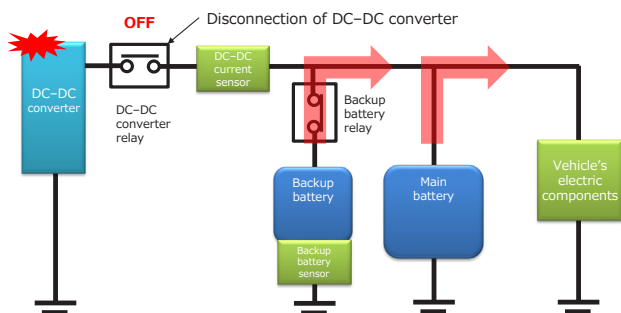 OFF
Disconnection of DC–DC converter
DC–DC
converter
DC–DC
converter
relay
DC–DC
current
sensor
Backup
battery
relay
Backup
battery
Backup
battery
sensor
Main
battery
Vehicle's
electric
components